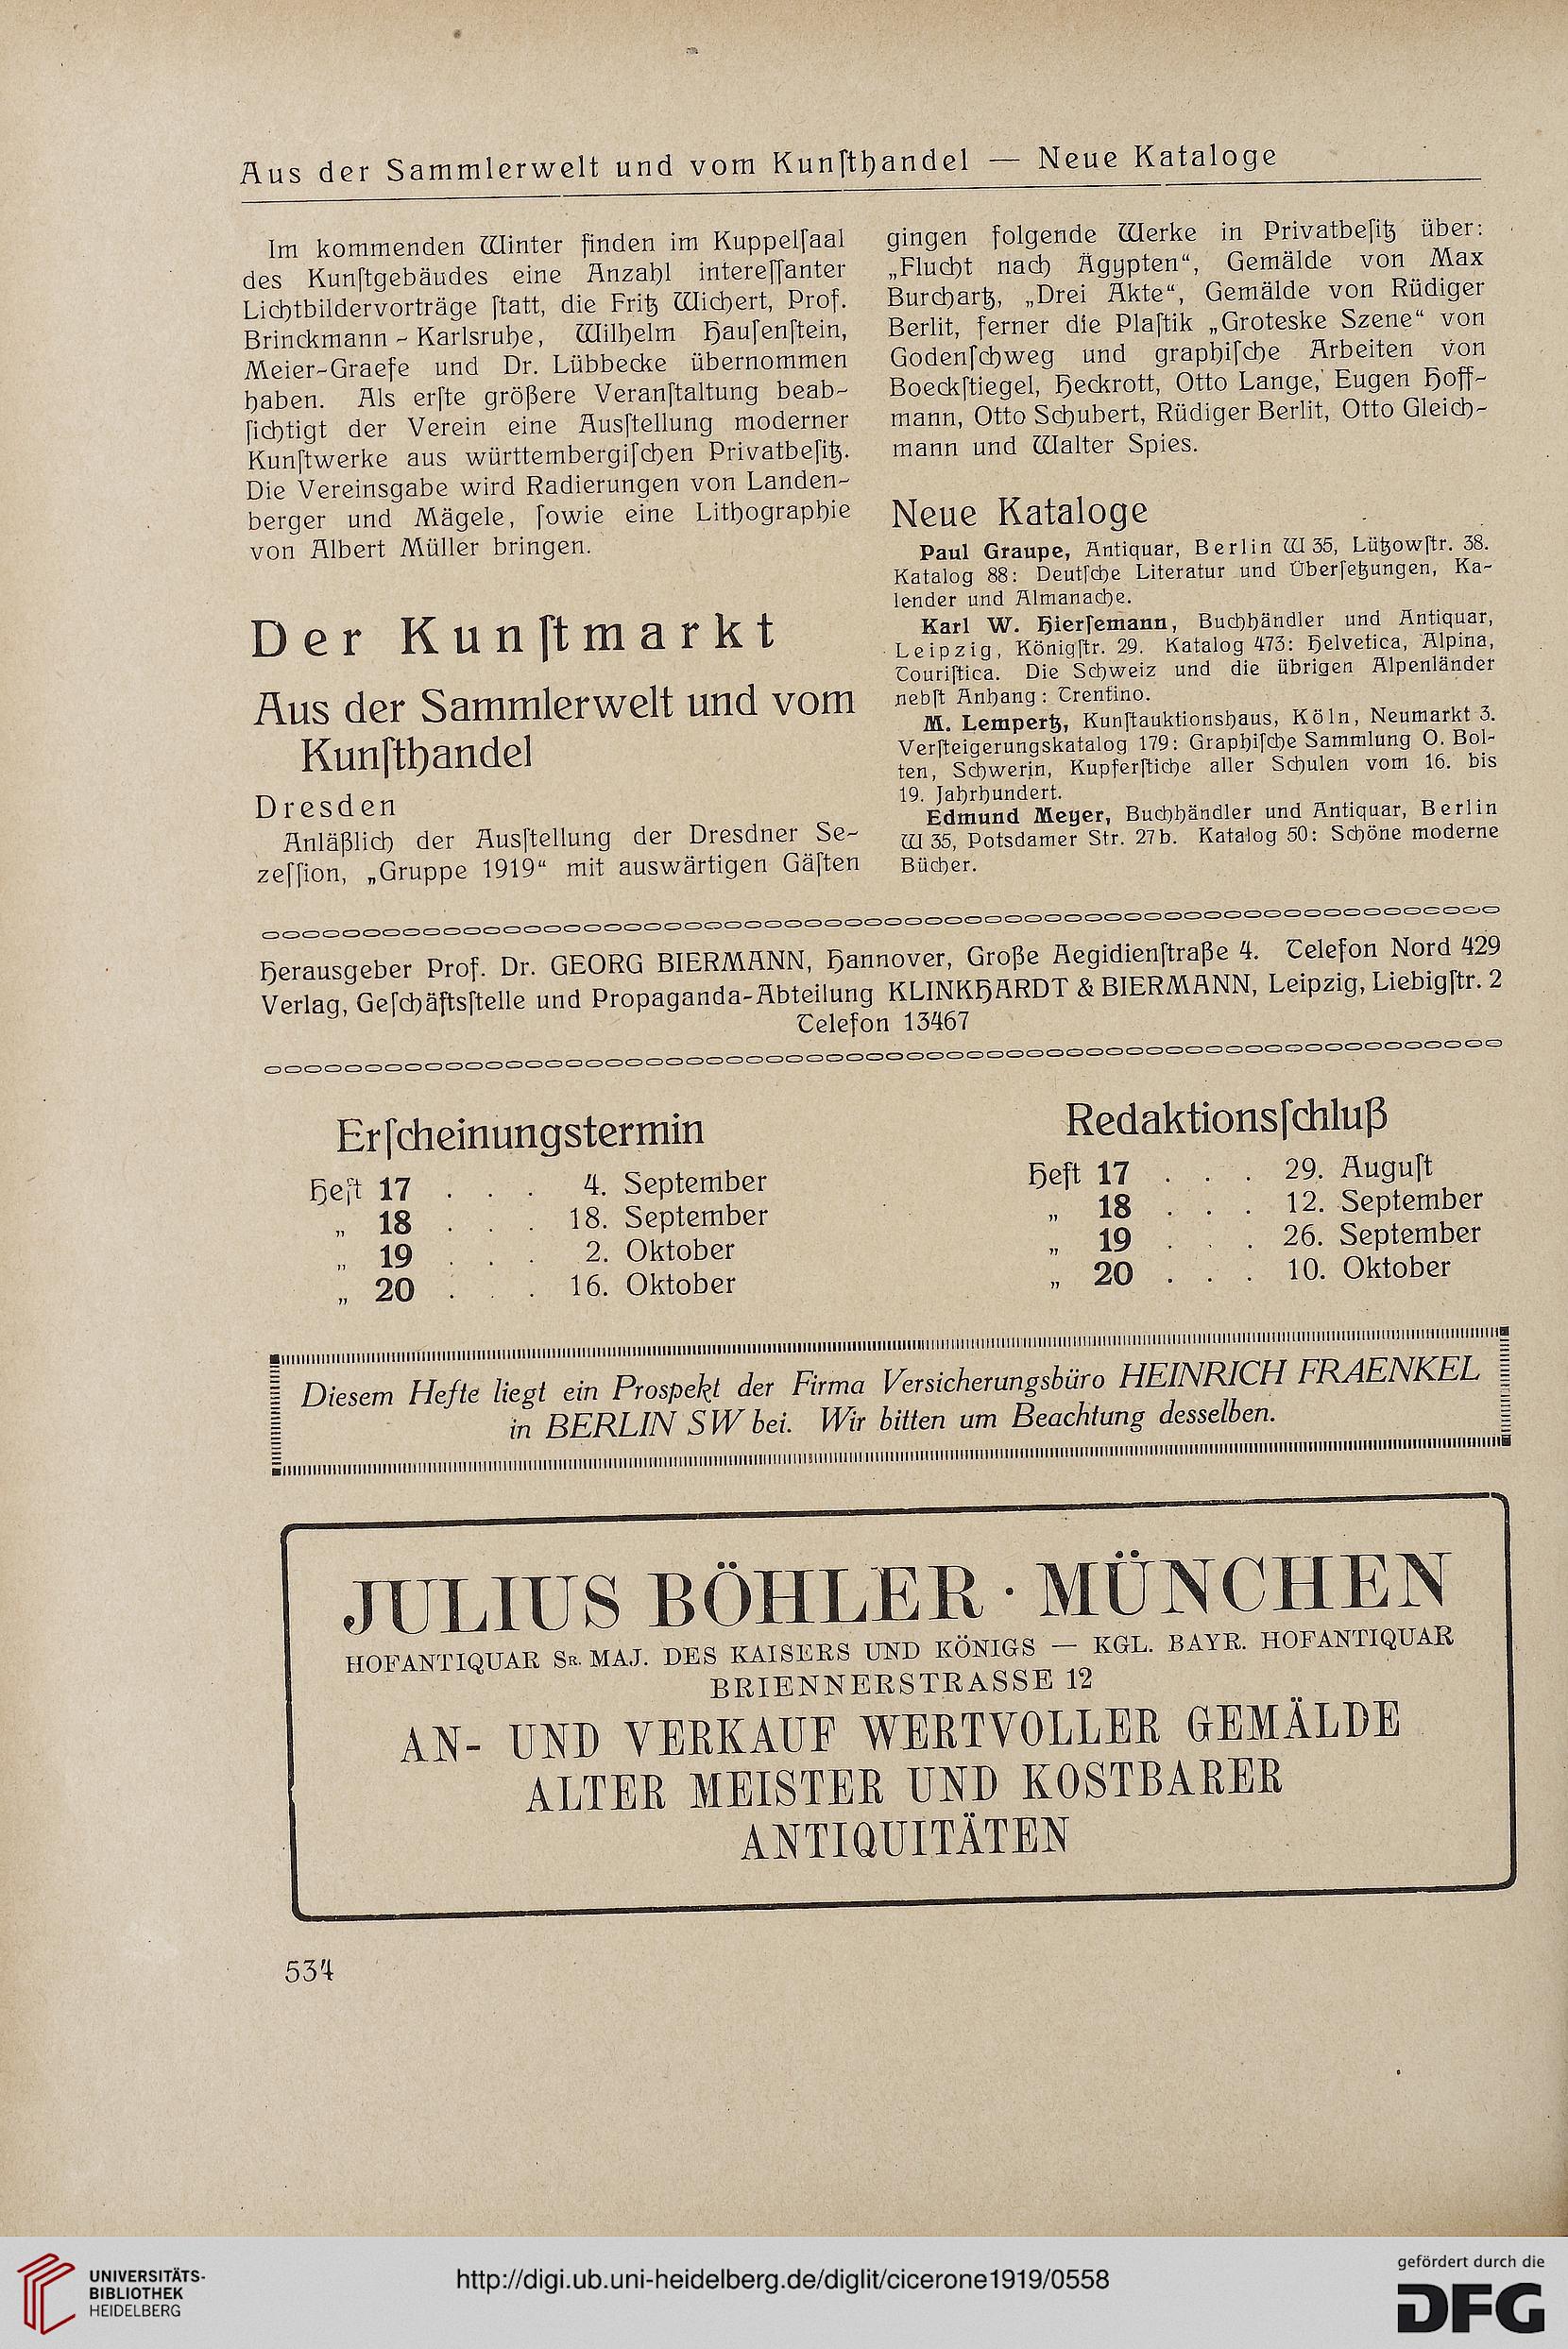 Aus der Sammlerwelt und vom Kunſthandel — Neue Kataloge
Im kommenden Winter finden im Kuppelſaal
des Kunſtgebäudes eine Anzahl intereſſanter
Lichtbildervorträge ſtatt, die Fritz Wichert, Prof.
Brinckmann-Karlsruhe, Wilhelm Hauſenſtein,
Meier-Graefe und Dr. Lübbecke übernommen
haben. Als erſte größere Veranſtaltung beab-
ſichtigt der Verein eine Ausſtellung moderner
Kunſtwerke aus württembergiſchen Privatbeſitz.
Die Vereinsgabe wird Radierungen von Landen-
berger und Mägele, ſowie eine Lithographie
von Albert Müller bringen.
Der Kunſtmarkt
Aus der Sammlerwelt und vom
Kunſthandel
Dresden
Anläßlich der Ausſtellung der Dresdner Se-
zeſſion, „Gruppe 1919“ mit auswärtigen Gäſten
gingen folgende Werke in Privatbeſitz über:
„Flucht nach Ägypten“, Gemälde von Max
Burchartz, „Drei Akte“, Gemälde von Rüdiger
Berlit, ferner die Plaſtik „Groteske Szene“ von
Godenſchweg und graphiſche Arbeiten von
Boeckſtiegel, Heckrott, Otto Lange, Eugen Hoff-
mann, Otto Schubert, Rüdiger Berlit, Otto Gleich-
mann und Walter Spies.
Neue Kataloge
Paul Graupe, Antiquar, Berlin W 35, Lützowſtr. 38.
Katalog 88: Deutſche Literatur und Überſetzungen, Ka-
lender und Almanache.
Karl W. Hierſemann, Buchhändler und Antiquar,
Leipzig, Königſtr. 29. Katalog 473: Helvetica, Alpina,
Touriſtica. Die Schweiz und die übrigen Alpenländer
nebſt Anhang: Trentino.
M. Lempertz, Kunſtauktionshaus, Köln, Neumarkt 3.
Verſteigerungskatalog 179: Graphiſche Sammlung O. Bol-
ten, Schwerin, Kupferſtiche aller Schulen vom 16. bis
19. Jahrhundert.
Edmund Meyer, Buchhändler und Antiquar, Berlin
W 35, Potsdamer Str. 27b. Katalog 50: Schöne moderne
Bücher.
Herausgeber Prof. Dr. GEORG BIERMANN, Hannover, Große Aegidienſtraße 4. Telefon Nord 429
Verlag, Geſchäftsſtelle und Propaganda-Abteilung KLINKHARDT & BIERMANN, Leipzig, Liebigſtr. 2
Telefon 13467
Erſcheinungstermin
Heft 17 . . . 4. September
„ 18 . . . 18. September
„ 19 . . . 2. Oktober
„ 20 . . . 16. Oktober
Redaktionsſchluß
Heft 17 . . . 29. Auguſt
„ 18 . . . 12. September
„ 19 . . . 26. September
„ 20 . . . 10. Oktober
Diesem Hefte liegt ein Prospekt der Firma Versicherungsbüro HEINRICH FRAENKEL
in BERLIN SW bei. Wir bitten um Beachtung desselben.
JULIUS BÖHLER · MÜNCHEN
HOFANTIQUAR SR. MAJ. DES KAISERS UND KÖNIGS — KGL. BAYR. HOFANTIQUAR
BRIENNERSTRASSE 12
AN- UND VERKAUF WERTVOLLER GEMÄLDE
ALTER MEISTER UND KOSTBARER
ANTIQUITÄTEN
534
UNIVERSITÄTS-
BIBLIOTHEK
HEIDELBERG
http://digi.ub.uni-heidelberg.de/diglit/cicerone1919/0558
gefördert durch die
DFG